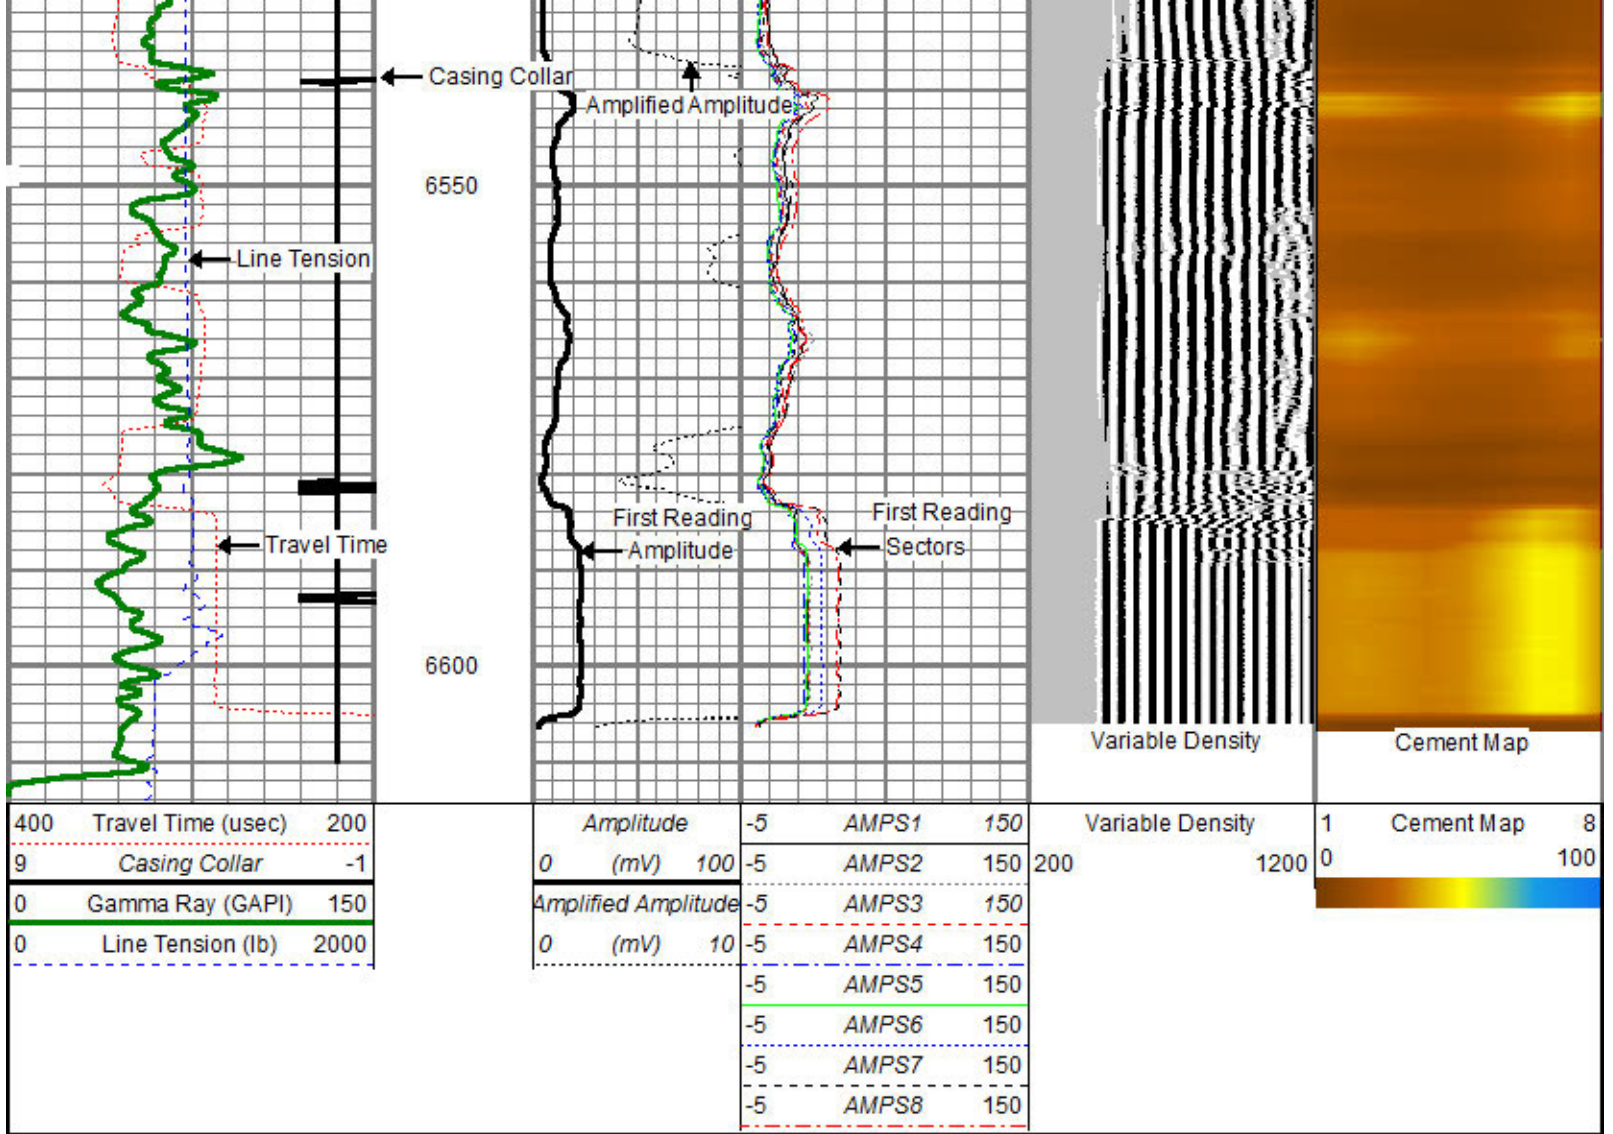 Casing Collar
Amplified Amplitude
6550
Line Tension
First Reading
Amplitude
First Reading
Sectors
Travel Time
6600
Variable Density
Cement Map
400 Travel Time (usec) 200
9 Casing Collar -1
0 Gamma Ray (GAPI) 150
0 Line Tension (lb) 2000
Amplitude
0 (mV) 100
Amplified Amplitude
0 (mV) 10
-5 AMPS1 150
-5 AMPS2 150
-5 AMPS3 150
-5 AMPS4 150
-5 AMPS5 150
-5 AMPS6 150
-5 AMPS7 150
-5 AMPS8 150
Variable Density
200 1200
1 Cement Map 8
0 100